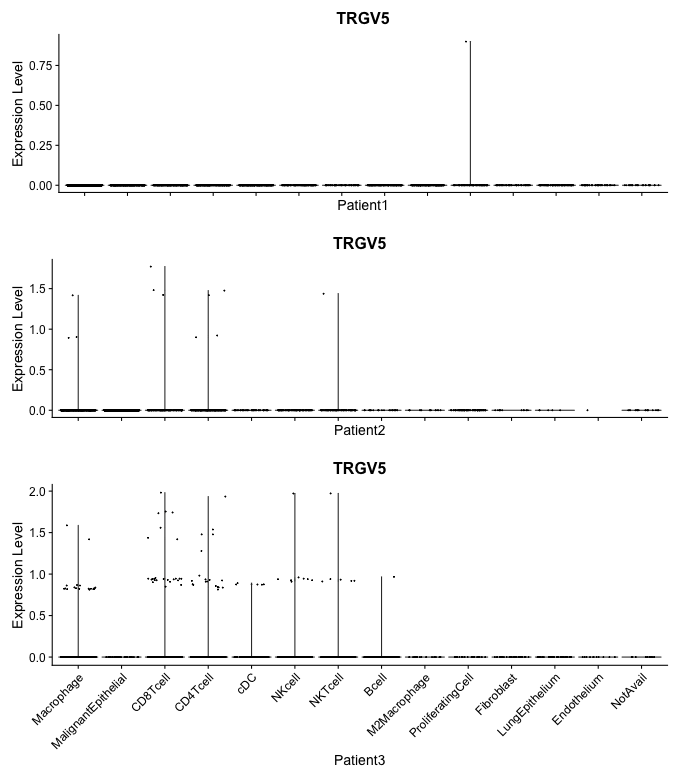 TRGV5
Expression Level
0.75
0.50
0.25
0.00
Patient1
TRGV5
Expression Level
1.5
1.0
0.5
0.0
Patient2
TRGV5
Expression Level
2.0
1.5
1.0
0.5
0.0
Macrophage
MalignantEpithelial
CD8Tcell
CD4Tcell
cDC
NKcell
NKTcell
Bcell
M2Macrophage
ProliferatingCell
Fibroblast
LungEpithelium
Endothelium
NotAvail
Patient3